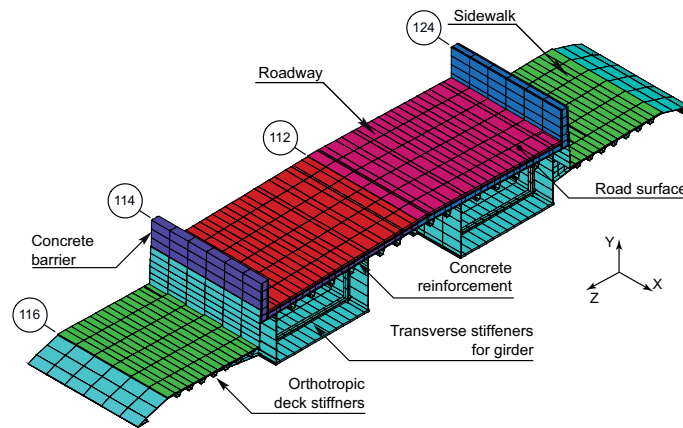 Sidewalk
124
Roadway
112
114
Road surface
Concrete
barrier
Y
X
Z
Concrete
reinforcement
116
Transverse stiffeners
for girder
Orthotropic
deck stiffners